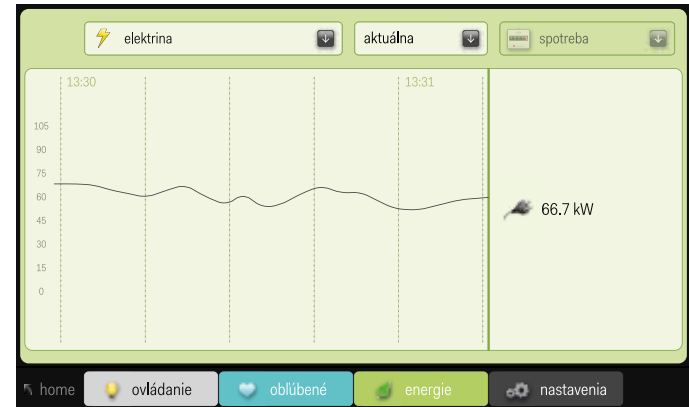 elektrina
aktuálna
spotreba
13:30
13:31
105
90
75
60
45
30
15
0
66.7 kW
home
ovládanie
obľúbené
energie
nastavenia